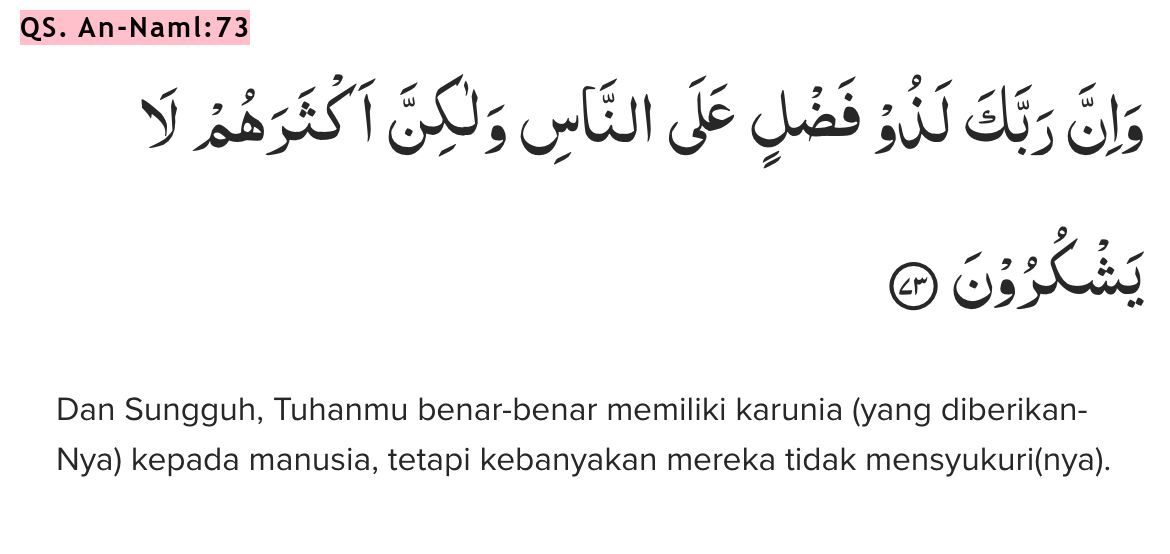 QS. An-Naml:73
وَاِنَّ رَبَّكَ لَذُوْ فَضْلٍ عَلَى النَّاسِ وَلٰكِنَّ اَكْثَرَهُمْ لَا
يَشْكُرُوْنَ ٧٣
Dan Sungguh, Tuhanmu benar-benar memiliki karunia (yang diberikan-
Nya) kepada manusia, tetapi kebanyakan mereka tidak mensyukuri(nya).